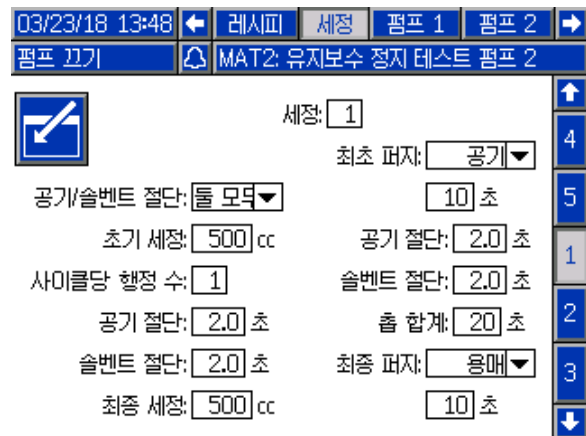 03/23/18 13:48 레시피 세정 펌프 1 펌프 2
펌프 끄기 MAT2: 유지보수 정지 테스트 펌프 2
세정: 1
최초 퍼지: 공기
공기/솔벤트 절단: 둘 모두 10 초
초기 세정: 500 cc 공기 절단: 2.0 초
사이클당 행정 수: 1 솔벤트 절단: 2.0 초
공기 절단: 2.0 초 촙 합계: 20 초
솔벤트 절단: 2.0 초 최종 퍼지: 용매
최종 세정: 500 cc 10 초
4
5
1
2
3